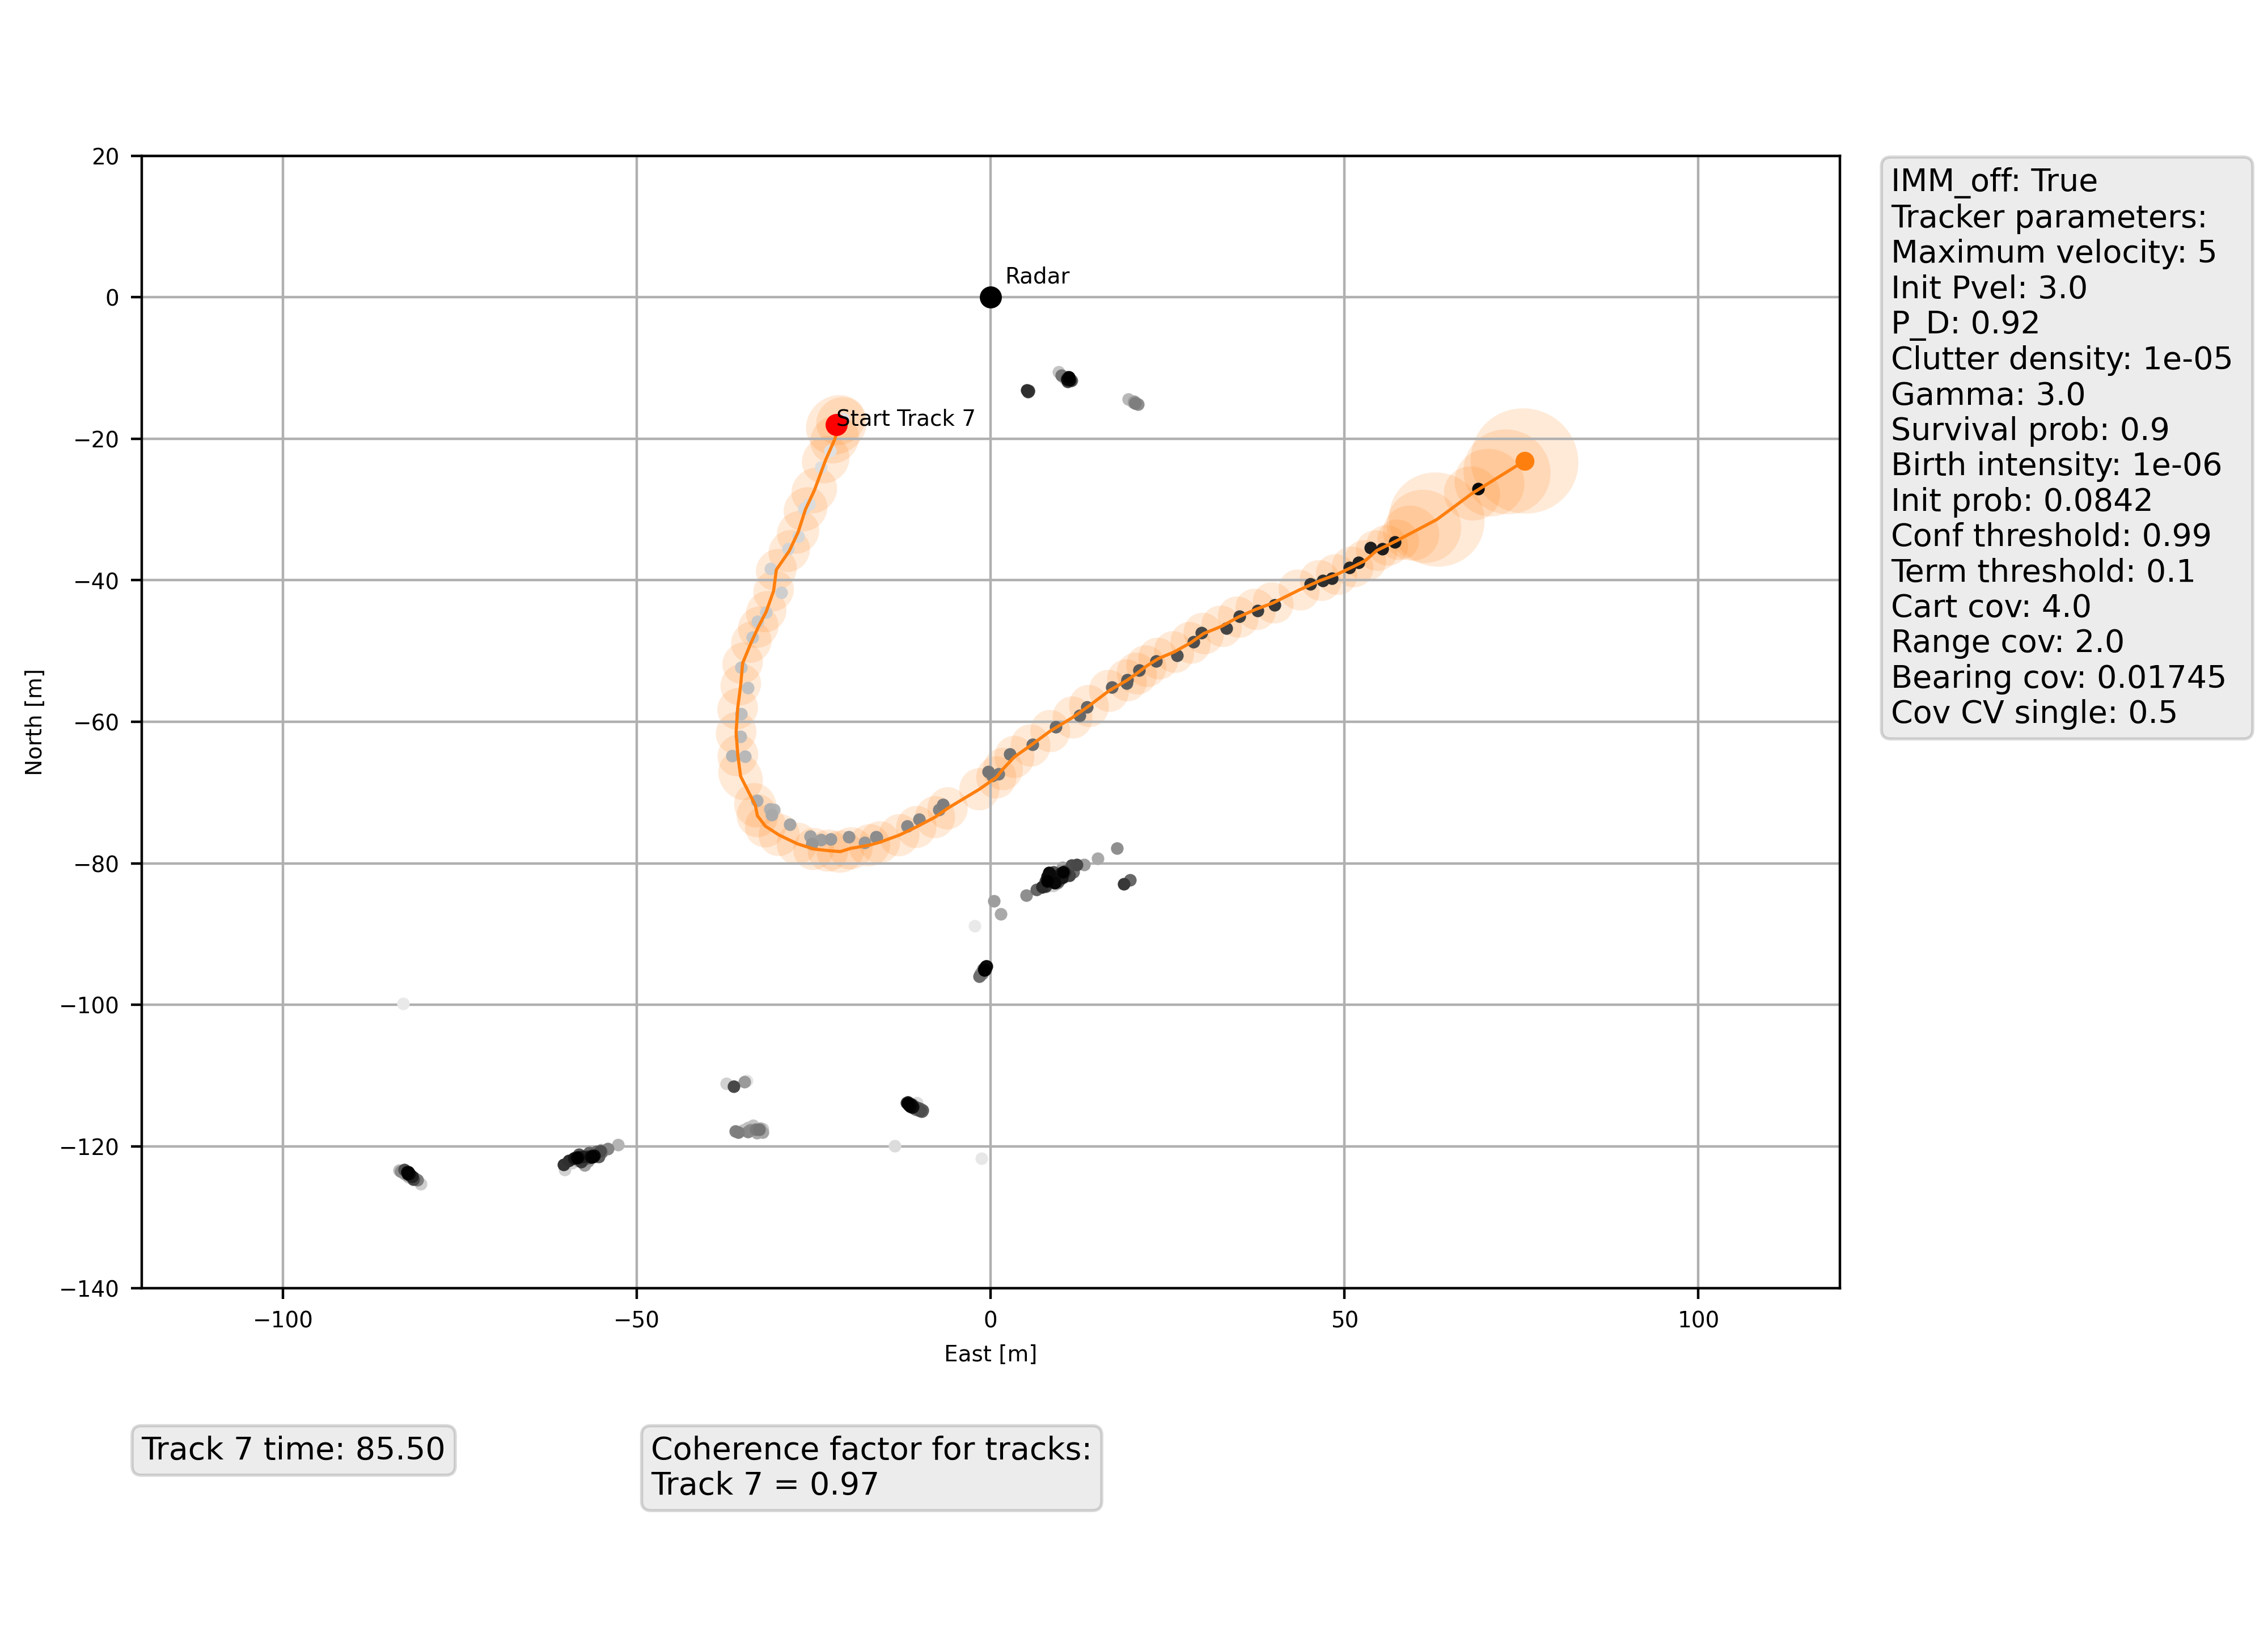 20
0
−20
−40
−60
−80
−100
−120
−140
North [m]
−100
−50
0
50
100
East [m]
Radar
Start Track 7
IMM_off: True
Tracker parameters:
Maximum velocity: 5
Init Pvel: 3.0
P_D: 0.92
Clutter density: 1e-05
Gamma: 3.0
Survival prob: 0.9
Birth intensity: 1e-06
Init prob: 0.0842
Conf threshold: 0.99
Term threshold: 0.1
Cart cov: 4.0
Range cov: 2.0
Bearing cov: 0.01745
Cov CV single: 0.5
Track 7 time: 85.50
Coherence factor for tracks:
Track 7 = 0.97